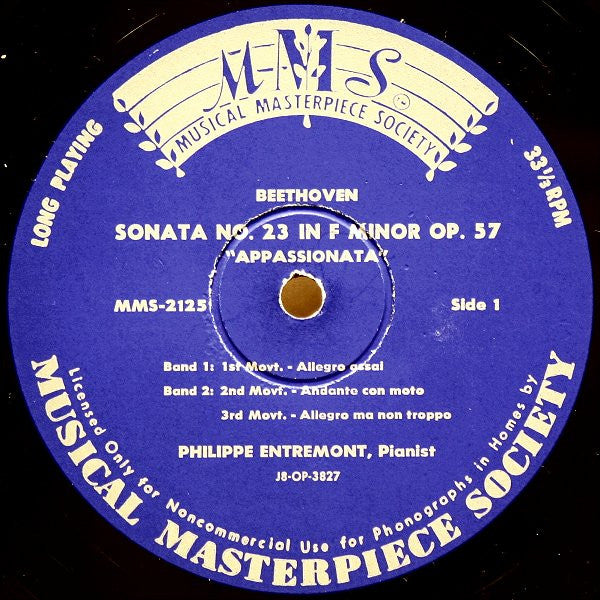 M-M-S
MUSICAL MASTERPIECE SOCIETY
LONG PLAYING
33 1/3 RPM
BEETHOVEN
SONATA NO. 23 IN F MINOR OP. 57
"APPASSIONATA"
MMS-2125
Side 1
Band 1: 1st Movt. - Allegro assai
Band 2: 2nd Movt. - Andante con moto
3rd Movt. - Allegro ma non troppo
PHILIPPE ENTREMONT, Pianist
J8-OP-3827
Licensed Only for Noncommercial Use for Phonographs in Homes by
MUSICAL MASTERPIECE SOCIETY